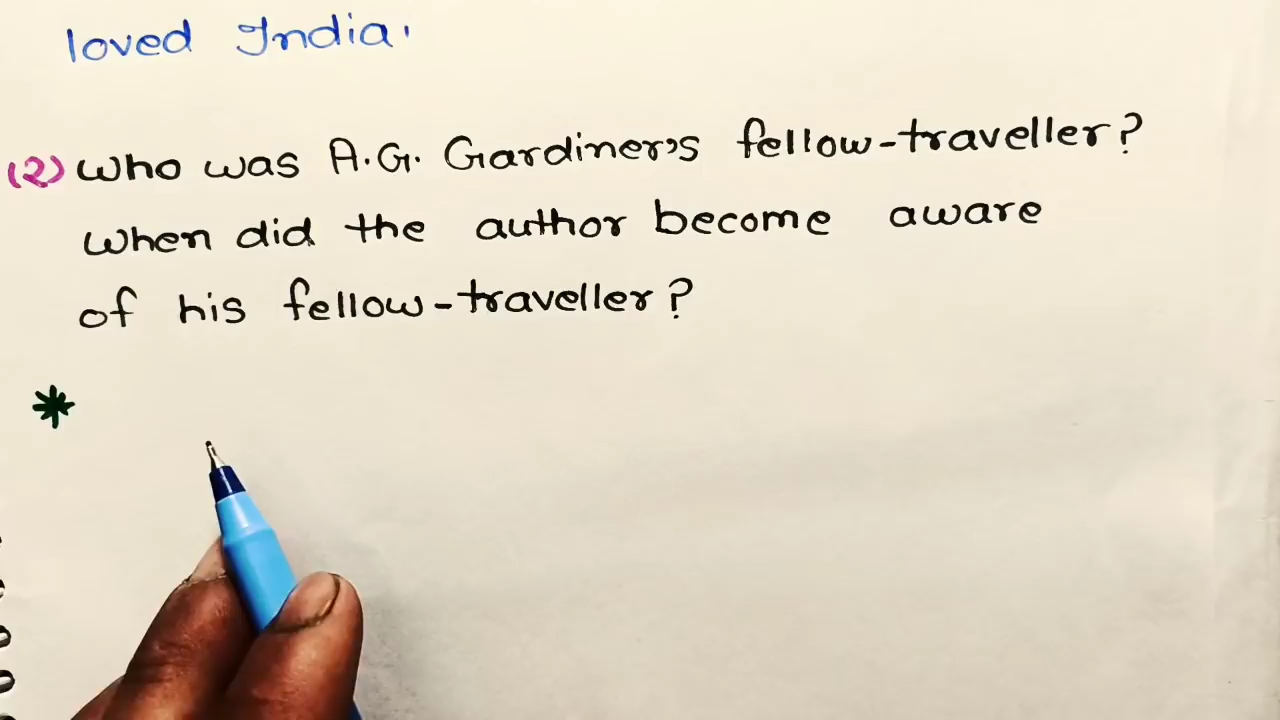 loved India.
(2) Who was A.G. Gardiner's fellow-traveller?
When did the author become aware
of his fellow-traveller?
*